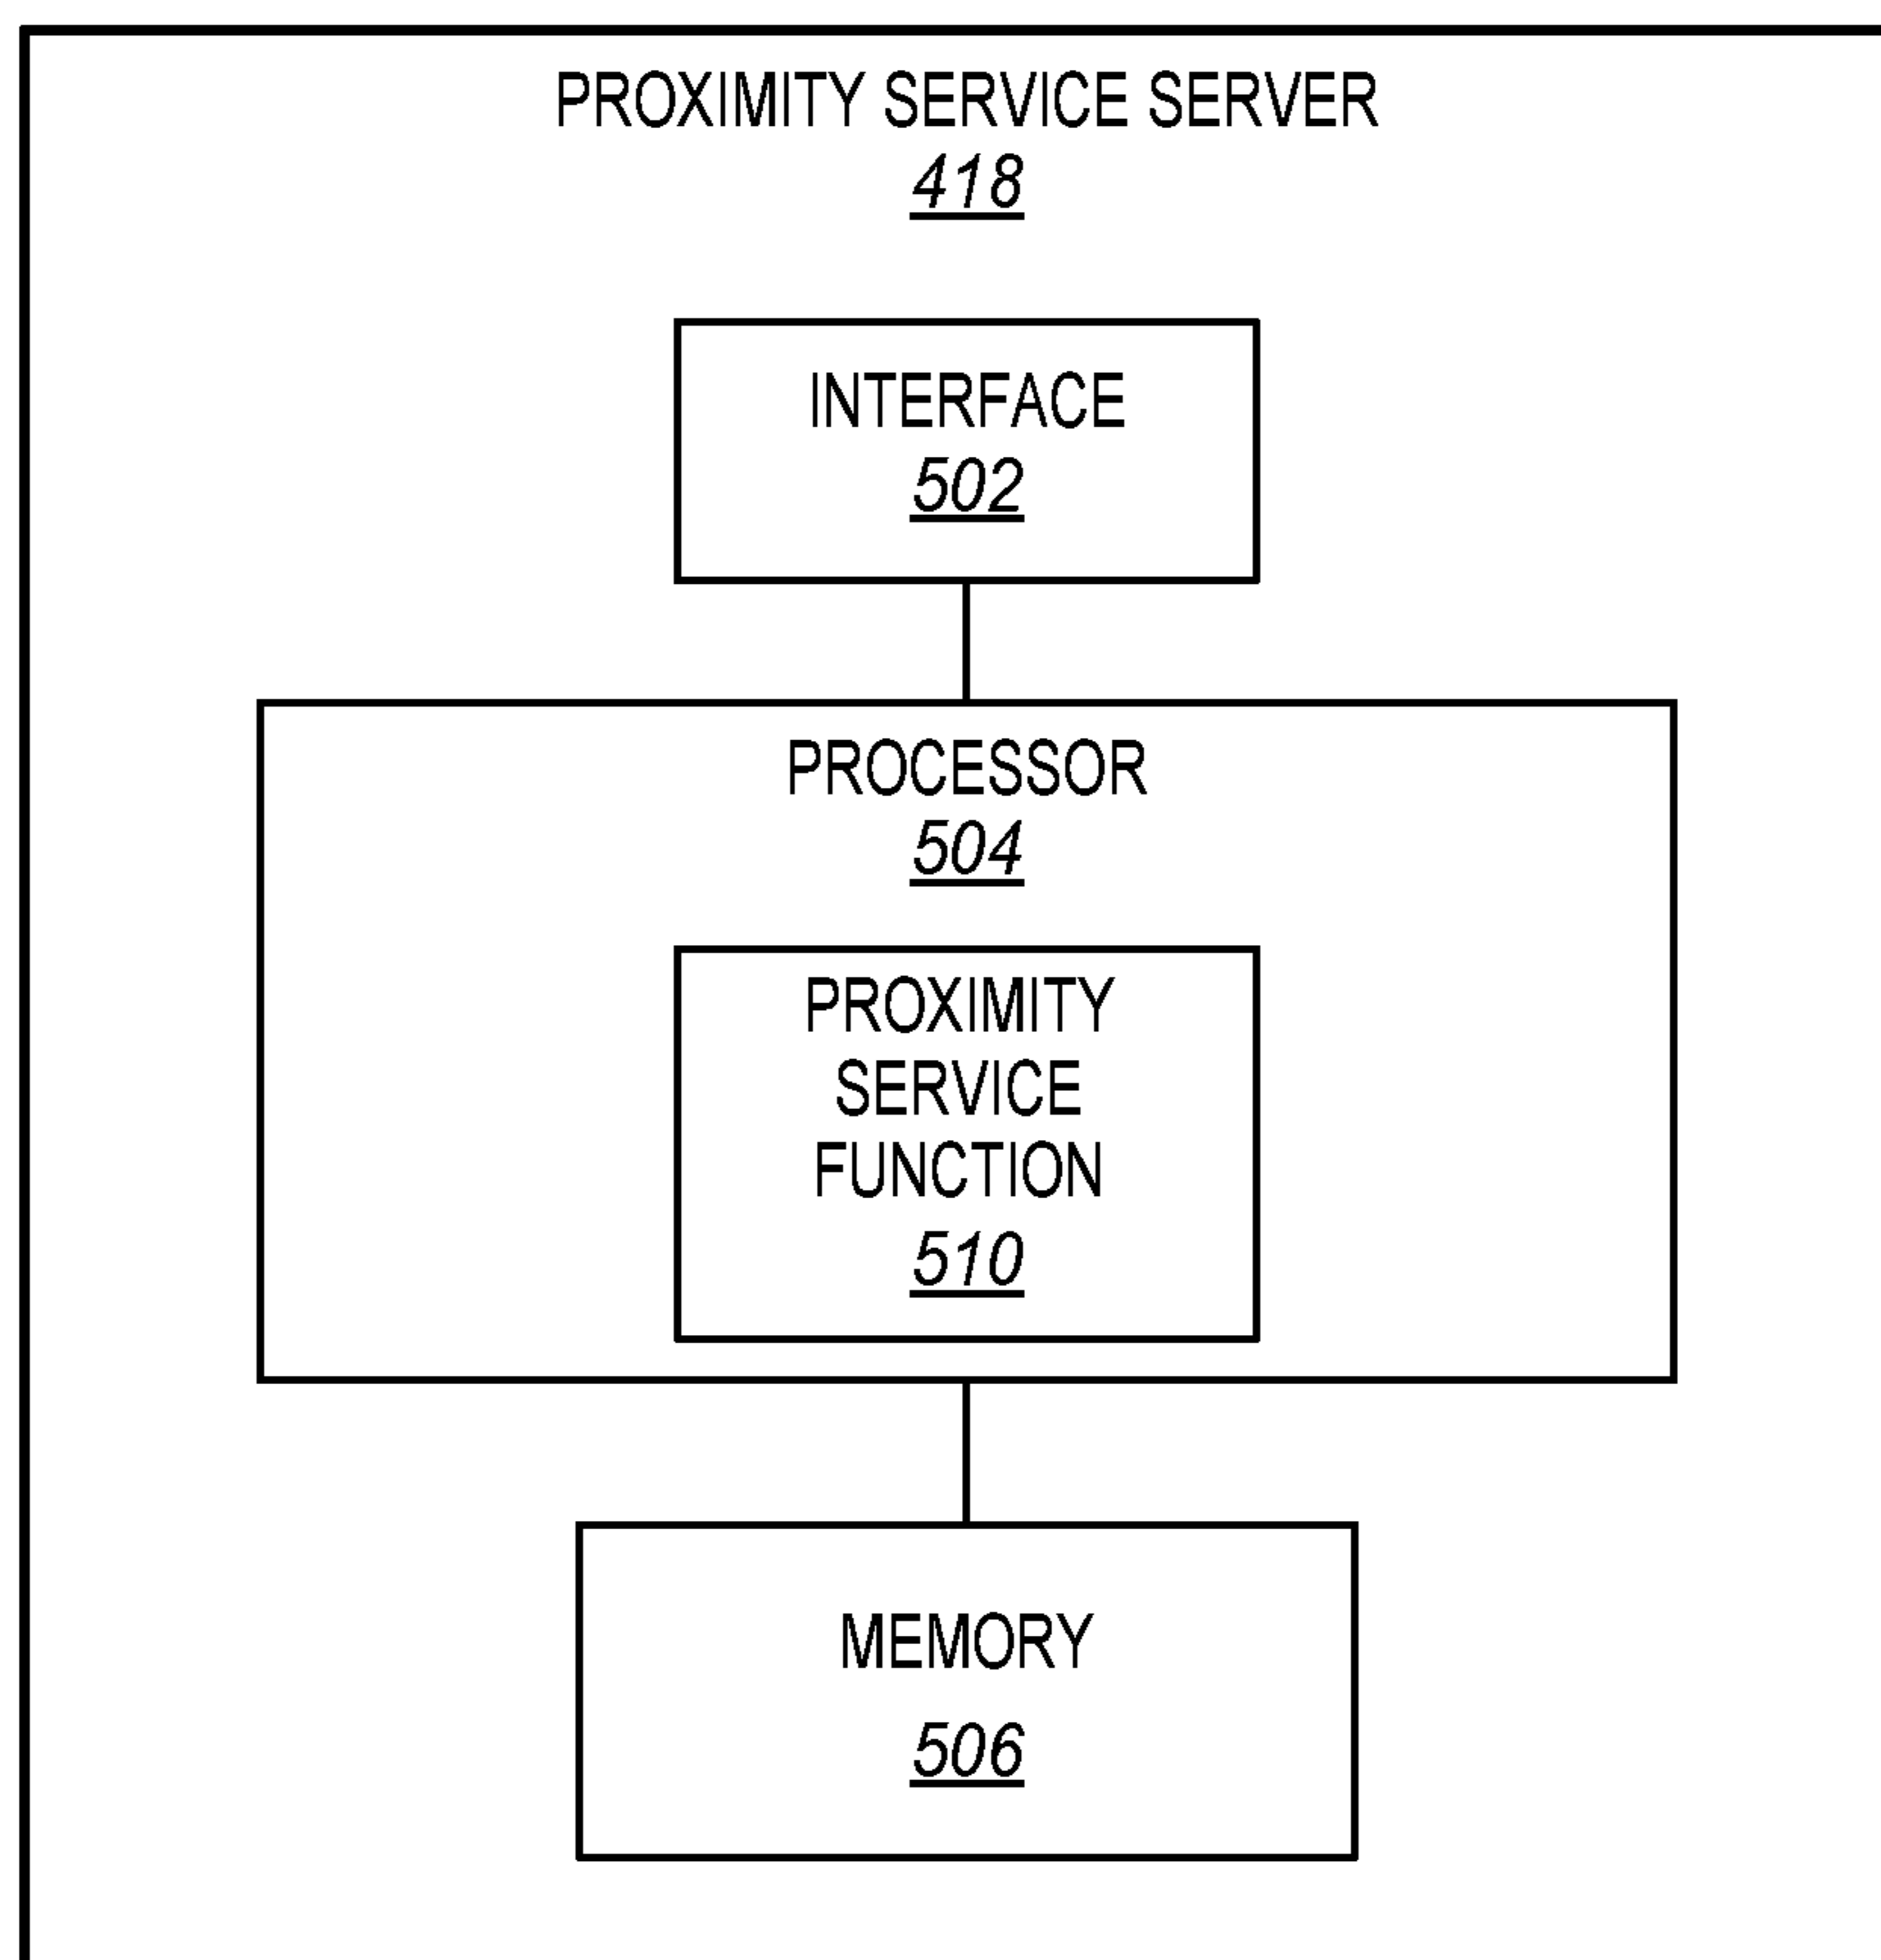 PROXIMITY SERVICE SERVER
418
INTERFACE
502
PROCESSOR
504
PROXIMITY
SERVICE
FUNCTION
510
MEMORY
506